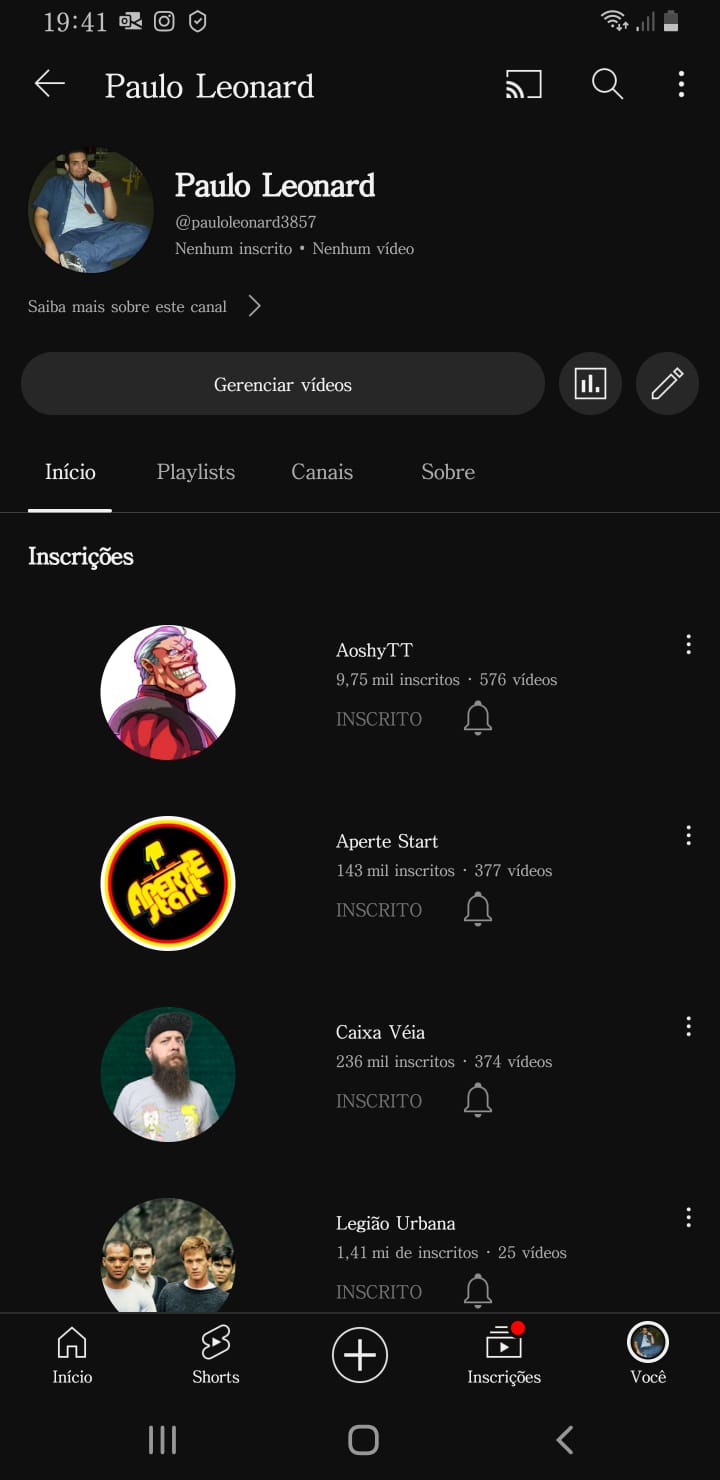 19:41
Paulo Leonard
Paulo Leonard
@pauloleonard3857
Nenhum inscrito • Nenhum vídeo
Saiba mais sobre este canal
Gerenciar vídeos
Início Playlists Canais Sobre
Inscrições
AoshyTT
9,75 mil inscritos · 576 vídeos
INSCRITO
APERTE
start
Aperte Start
143 mil inscritos · 377 vídeos
INSCRITO
Caixa Véia
236 mil inscritos · 374 vídeos
INSCRITO
Legião Urbana
1,41 mi de inscritos · 25 vídeos
INSCRITO
Início Shorts Inscrições Você